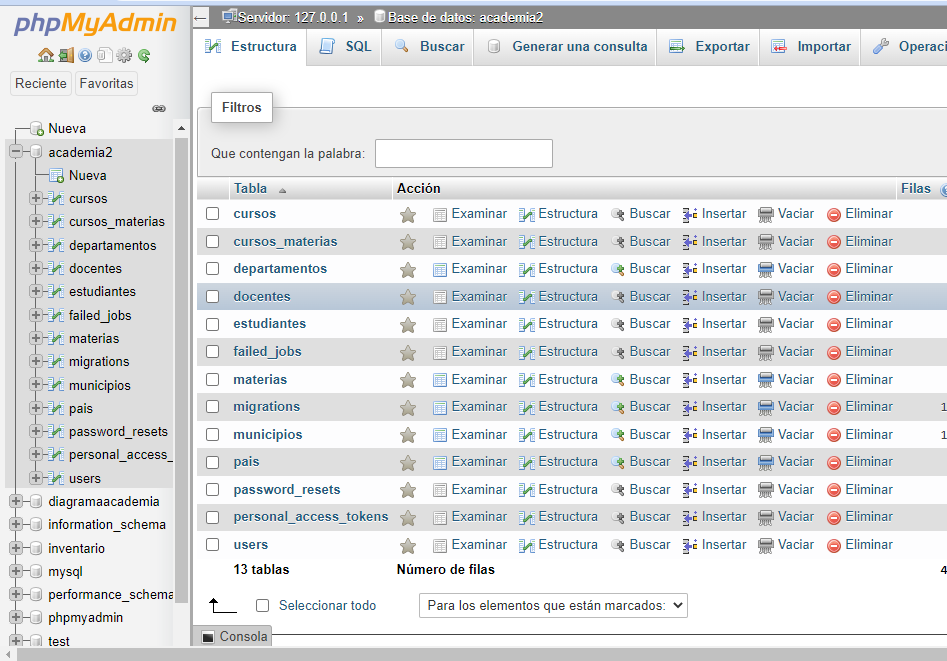 phpMyAdmin
Reciente Favoritas
Nueva
academia2
Nueva
cursos
cursos_materias
departamentos
docentes
estudiantes
failed_jobs
materias
migrations
municipios
pais
password_resets
personal_access_
users
diagramaacademia
information_schema
inventario
mysql
performance_schema
phpmyadmin
test
Servidor: 127.0.0.1 » Base de datos: academia2
Estructura SQL Buscar Generar una consulta Exportar Importar Operaci
Filtros
Que contengan la palabra:
Tabla Acción Filas
cursos Examinar Estructura Buscar Insertar Vaciar Eliminar
cursos_materias Examinar Estructura Buscar Insertar Vaciar Eliminar
departamentos Examinar Estructura Buscar Insertar Vaciar Eliminar
docentes Examinar Estructura Buscar Insertar Vaciar Eliminar
estudiantes Examinar Estructura Buscar Insertar Vaciar Eliminar
failed_jobs Examinar Estructura Buscar Insertar Vaciar Eliminar
materias Examinar Estructura Buscar Insertar Vaciar Eliminar
migrations Examinar Estructura Buscar Insertar Vaciar Eliminar 1
municipios Examinar Estructura Buscar Insertar Vaciar Eliminar 1
pais Examinar Estructura Buscar Insertar Vaciar Eliminar
password_resets Examinar Estructura Buscar Insertar Vaciar Eliminar
personal_access_tokens Examinar Estructura Buscar Insertar Vaciar Eliminar
users Examinar Estructura Buscar Insertar Vaciar Eliminar
13 tablas Número de filas 4
Seleccionar todo Para los elementos que están marcados:
Consola